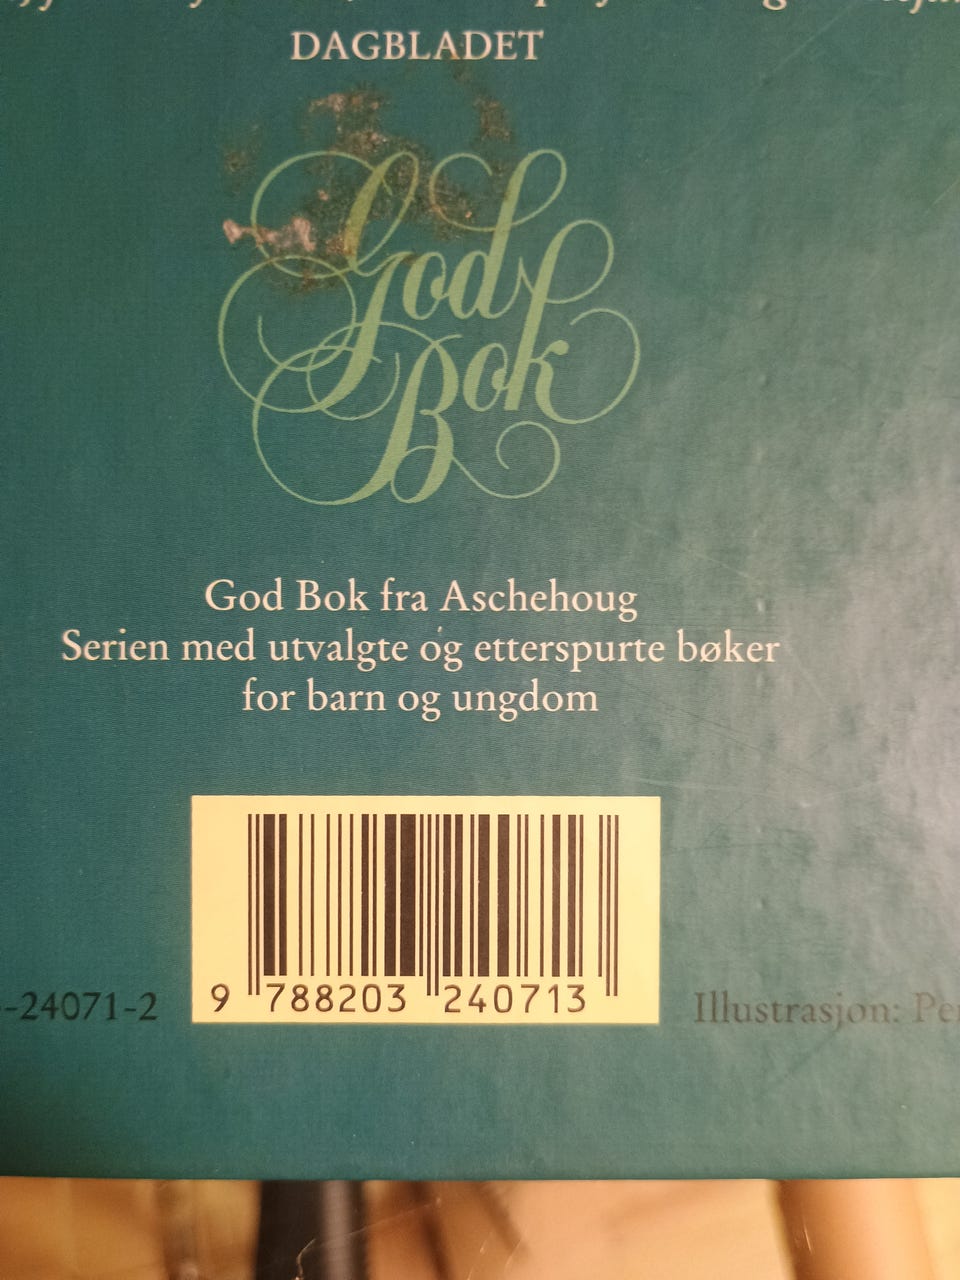 DAGBLADET
God
Bok
God Bok fra Aschehoug
Serien med utvalgte og etterspurte bøker
for barn og ungdom
-24071-2
9 788203 240713
Illustrasjon: Per